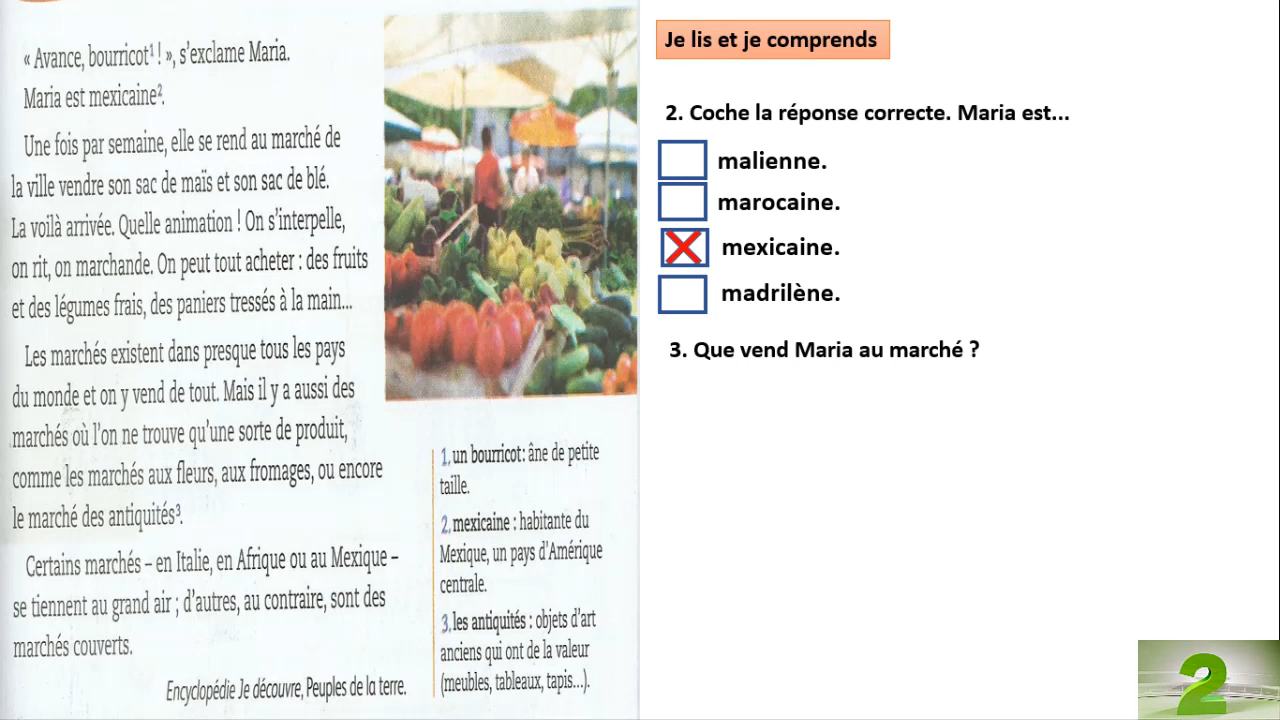 « Avance, bourricot¹ ! », s'exclame Maria.
Maria est mexicaine².
Une fois par semaine, elle se rend au marché de
la ville vendre son sac de maïs et son sac de blé.
La voilà arrivée. Quelle animation ! On s'interpelle,
on rit, on marchande. On peut tout acheter : des fruits
et des légumes frais, des paniers tressés à la main...
Les marchés existent dans presque tous les pays
du monde et on y vend de tout. Mais il y a aussi des
marchés où l'on ne trouve qu'une sorte de produit,
comme les marchés aux fleurs, aux fromages, ou encore
le marché des antiquités³.
Certains marchés – en Italie, en Afrique ou au Mexique –
se tiennent au grand air ; d'autres, au contraire, sont des
marchés couverts.
Encyclopédie Je découvre, Peuples de la terre.
1. un bourricot : âne de petite
taille.
2. mexicaine : habitante du
Mexique, un pays d'Amérique
centrale.
3. les antiquités : objets d'art
anciens qui ont de la valeur
(meubles, tableaux, tapis...).
Je lis et je comprends
2. Coche la réponse correcte. Maria est...
malienne.
marocaine.
mexicaine.
madrilène.
3. Que vend Maria au marché ?
2